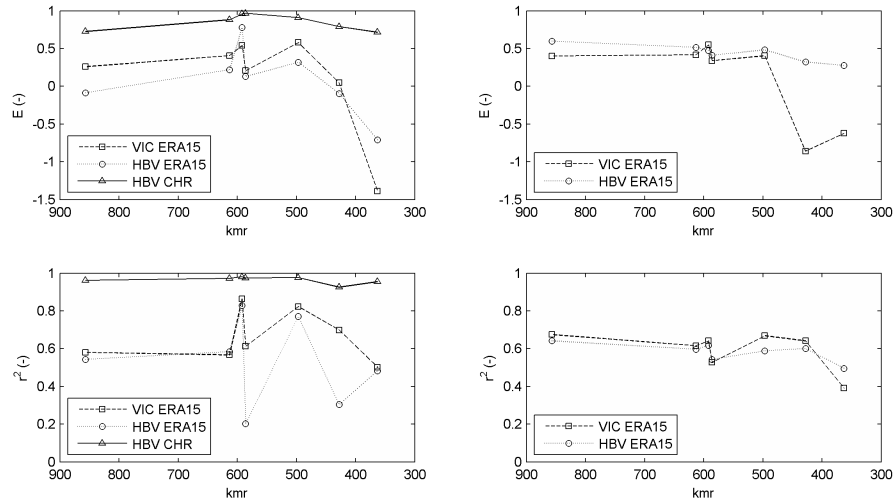 1
0.5
0
-0.5
-1
-1.5
E (-)
VIC ERA15
HBV ERA15
HBV CHR
900 800 700 600 500 400 300
kmr
1
0.5
0
-0.5
-1
-1.5
E (-)
VIC ERA15
HBV ERA15
900 800 700 600 500 400 300
kmr
1
0.8
0.6
0.4
0.2
0
r² (-)
VIC ERA15
HBV ERA15
HBV CHR
900 800 700 600 500 400 300
kmr
1
0.8
0.6
0.4
0.2
0
r² (-)
VIC ERA15
HBV ERA15
900 800 700 600 500 400 300
kmr